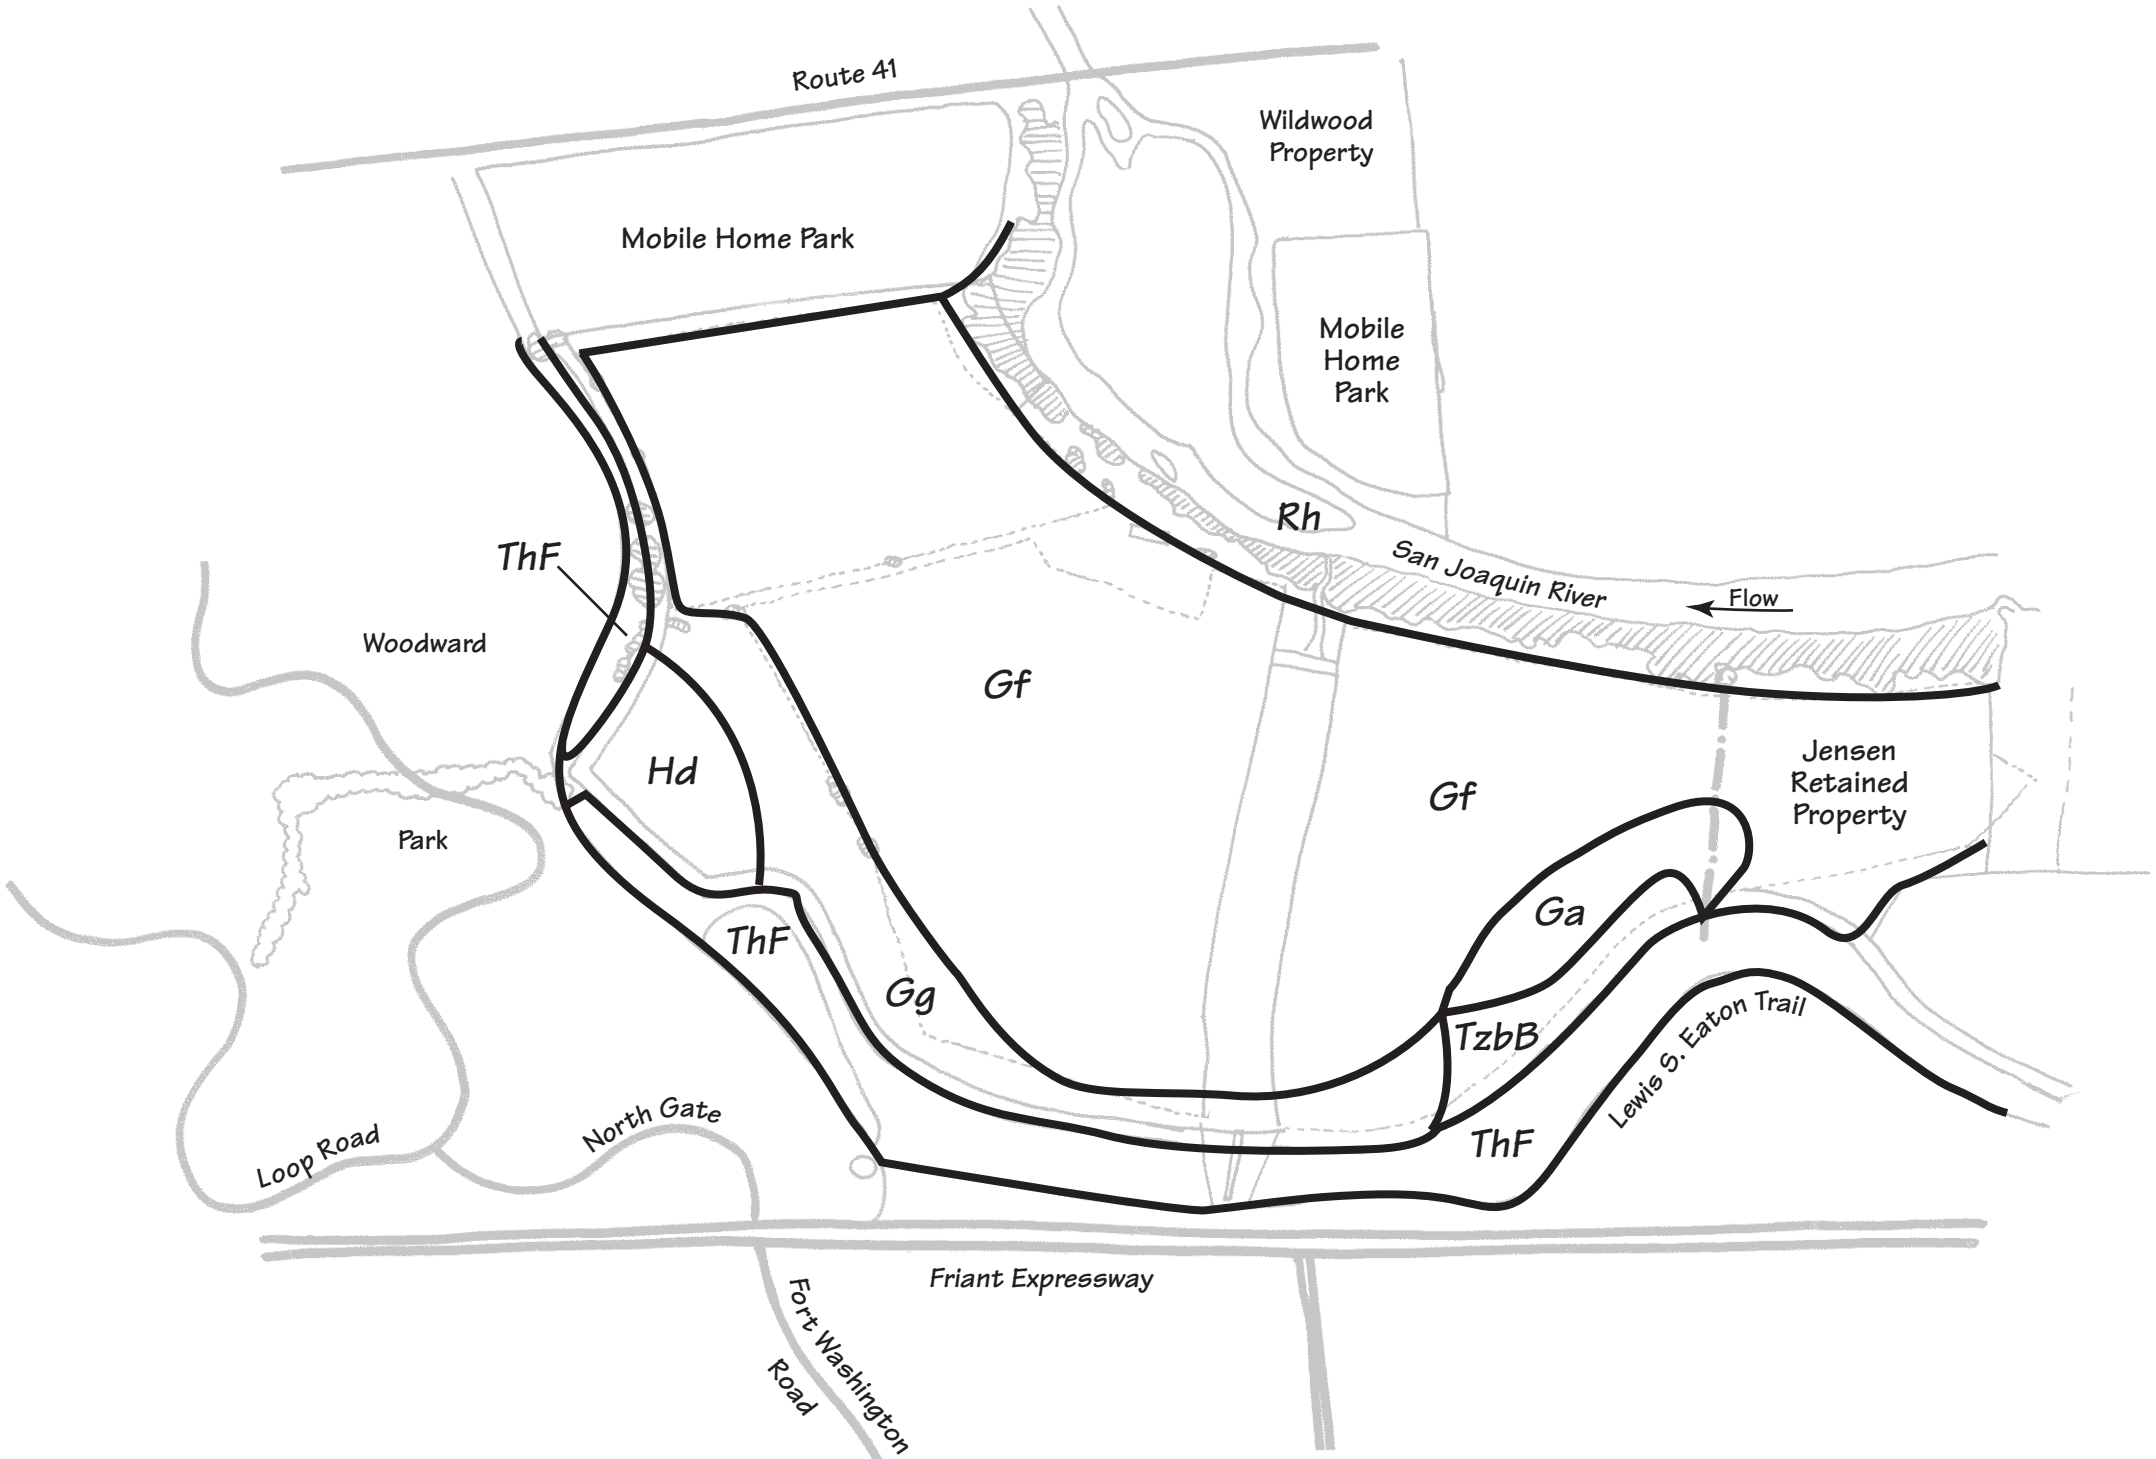 Route 41
Wildwood
Property
Mobile Home Park
Mobile
Home
Park
Rh
San Joaquin River
Flow
ThF
Woodward
Gf
Hd
Jensen
Retained
Property
Gf
Park
Ga
ThF
Gg
TzbB
Lewis S. Eaton Trail
ThF
North Gate
Loop Road
Friant Expressway
Fort Washington
Road